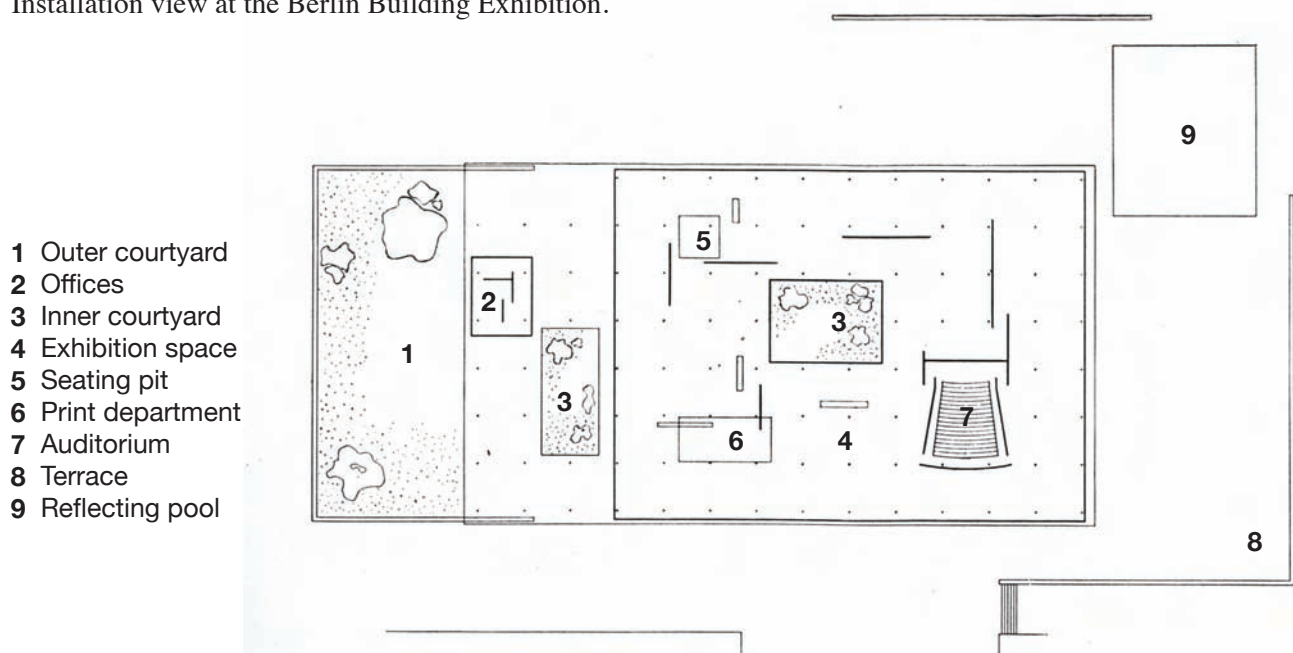 Installation view at the Berlin Building Exhibition.
1 Outer courtyard
2 Offices
3 Inner courtyard
4 Exhibition space
5 Seating pit
6 Print department
7 Auditorium
8 Terrace
9 Reflecting pool
9
5
2
3
1
3
7
6
4
8